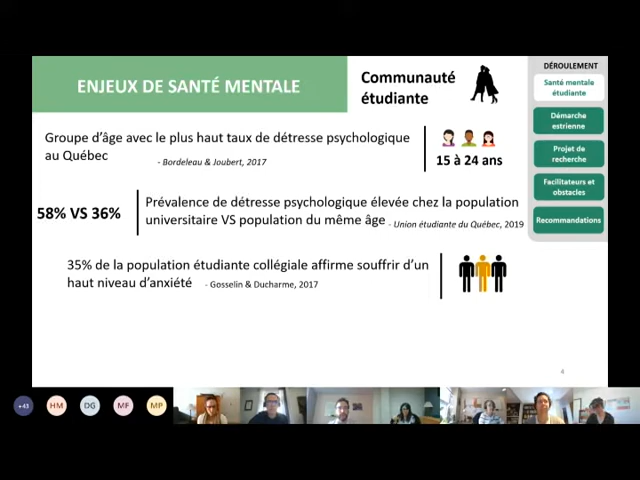 ENJEUX DE SANTÉ MENTALE
Communauté
étudiante
Groupe d'âge avec le plus haut taux de détresse psychologique
au Québec
- Bordeleau & Joubert, 2017
15 à 24 ans
58% VS 36%
Prévalence de détresse psychologique élevée chez la population
universitaire VS population du même âge
- Union étudiante du Québec, 2019
35% de la population étudiante collégiale affirme souffrir d'un
haut niveau d'anxiété
- Gosselin & Ducharme, 2017
DÉROULEMENT
Santé mentale
étudiante
Démarche
estrienne
Projet de
recherche
Facilitateurs et
obstacles
Recommandations
4
+43
HM
DG
MF
MP